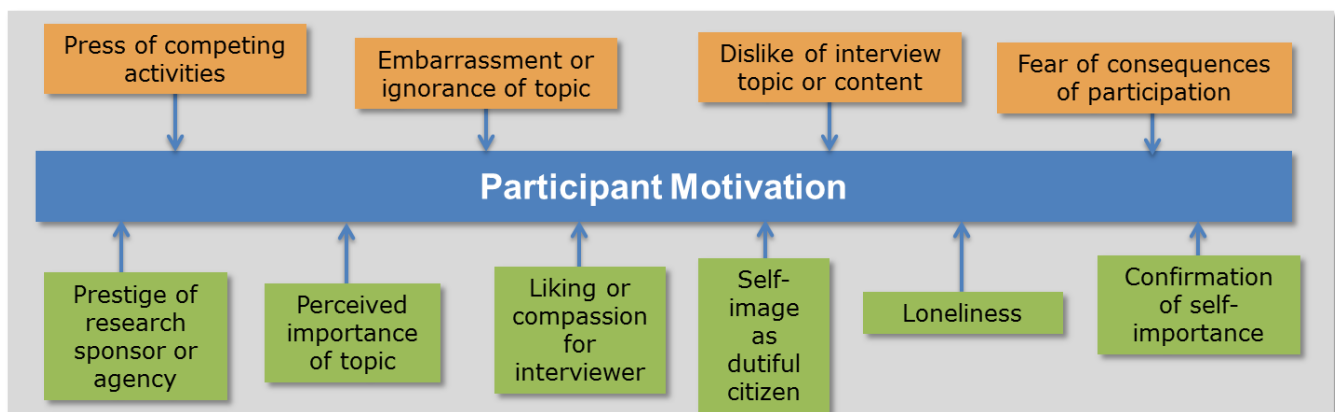 Press of competing
activities
Embarrassment or
ignorance of topic
Dislike of interview
topic or content
Fear of consequences
of participation
Participant Motivation
Prestige of
research
sponsor or
agency
Perceived
importance
of topic
Liking or
compassion
for
interviewer
Self-
image
as
dutiful
citizen
Loneliness
Confirmation
of self-
importance